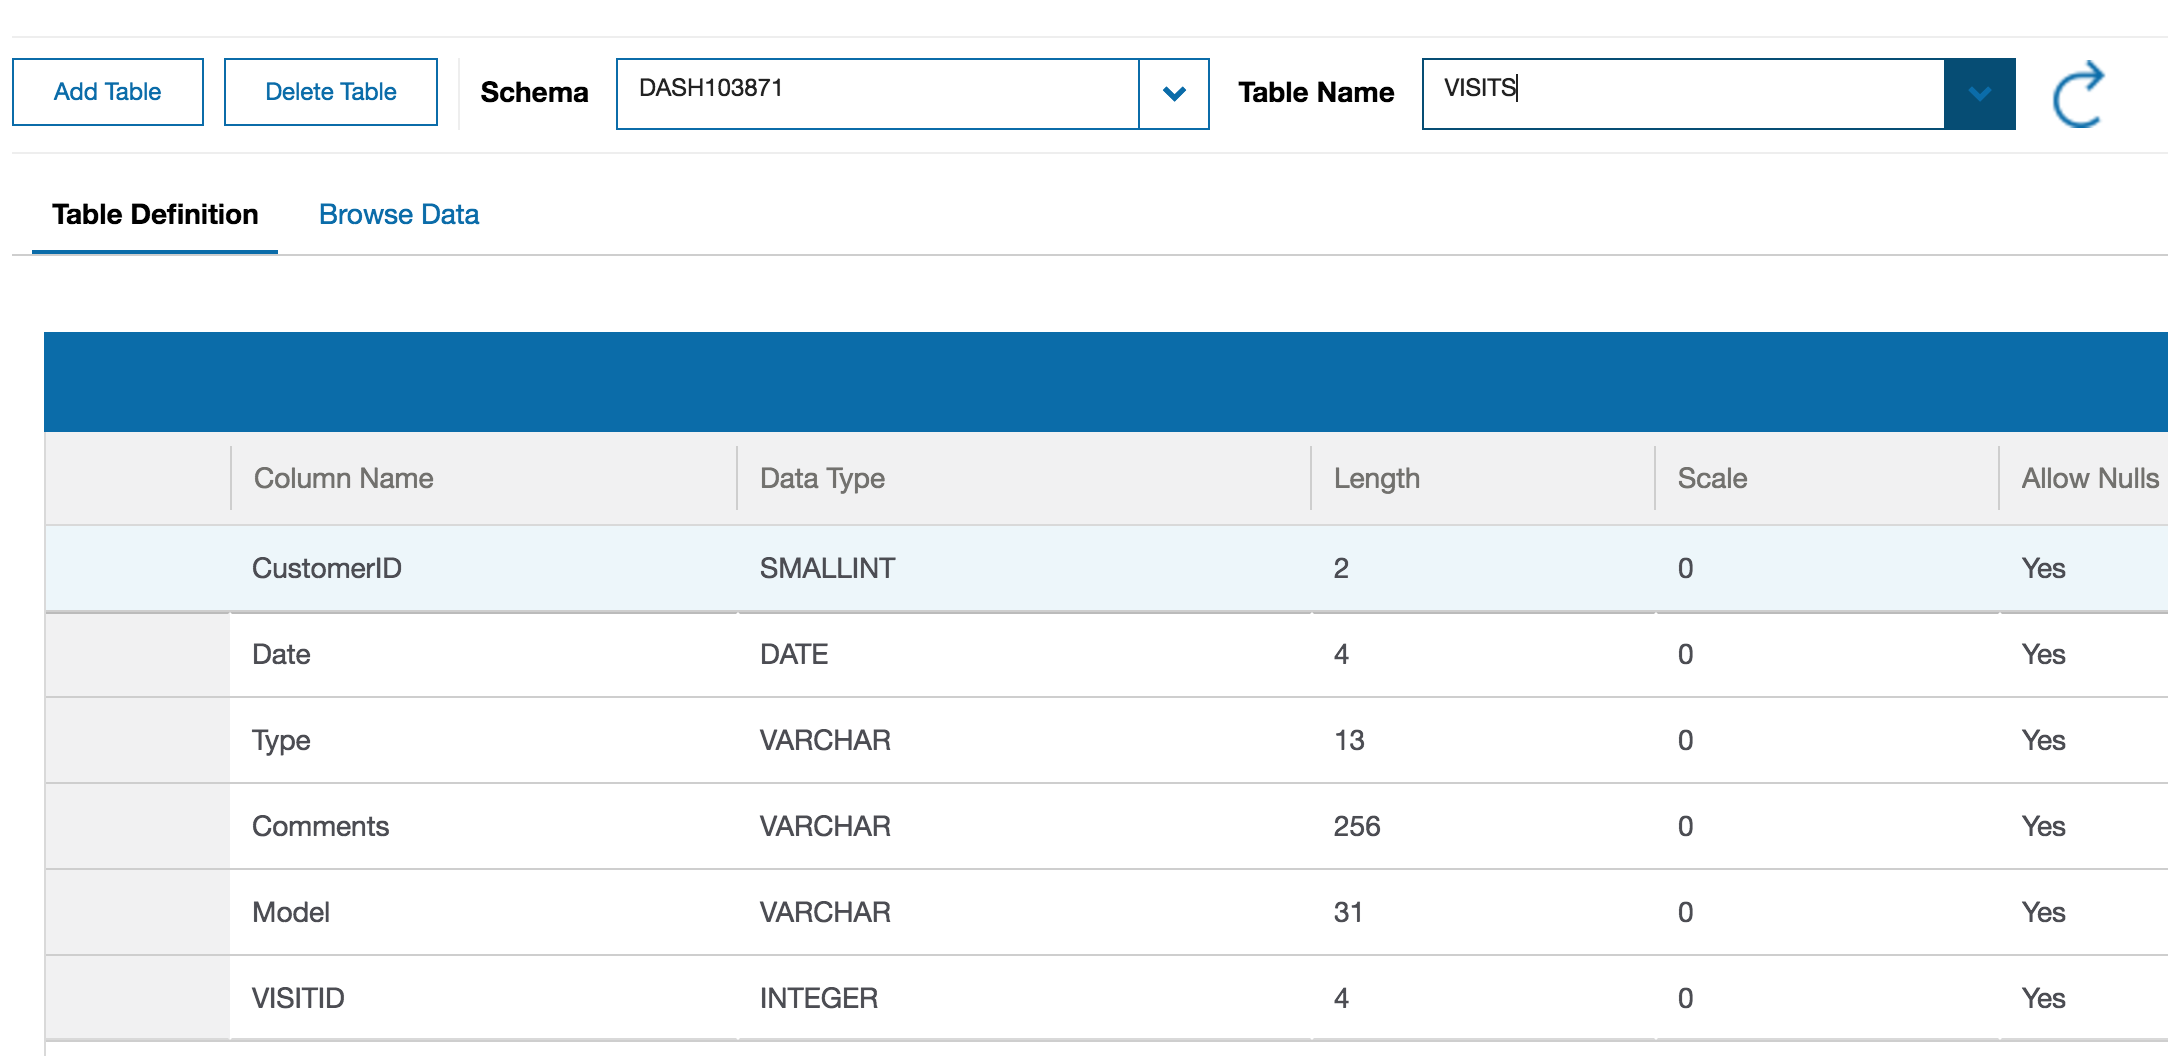 Add Table Delete Table Schema DASH103871 Table Name VISITS
Table Definition Browse Data
Column Name Data Type Length Scale Allow Nulls
CustomerID SMALLINT 2 0 Yes
Date DATE 4 0 Yes
Type VARCHAR 13 0 Yes
Comments VARCHAR 256 0 Yes
Model VARCHAR 31 0 Yes
VISITID INTEGER 4 0 Yes